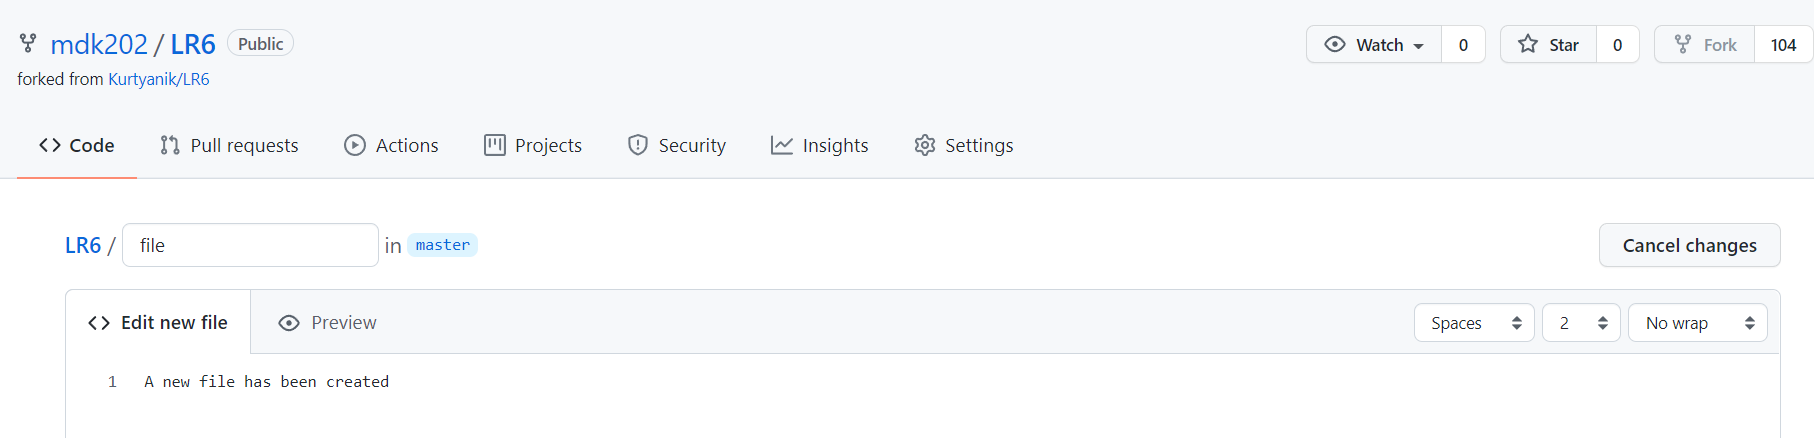 mdk202 / LR6 Public Watch 0 Star 0 Fork 104
forked from Kurtyanik/LR6
Code Pull requests Actions Projects Security Insights Settings
LR6 / file in master Cancel changes
Edit new file Preview Spaces 2 No wrap
1 A new file has been created